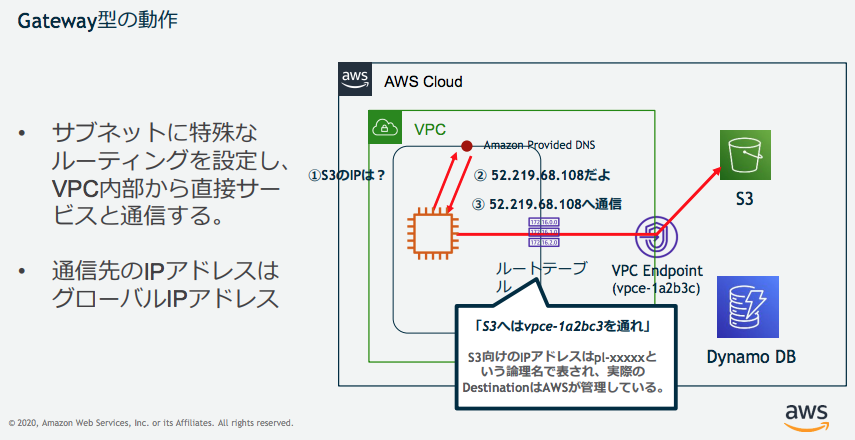 Gateway型の動作
• サブネットに特殊な
ルーティングを設定し、
VPC内部から直接サー
ビスと通信する。
• 通信先のIPアドレスは
グローバルIPアドレス
aws
AWS Cloud
VPC
Amazon Provided DNS
①S3のIPは？
② 52.219.68.108だよ
③ 52.219.68.108へ通信
172.16.0.0
172.16.1.0
172.16.2.0
ルートテーブ
ル
VPC Endpoint
(vpce-1a2b3c)
S3
Dynamo DB
「S3へはvpce-1a2bc3を通れ」
S3向けのIPアドレスはpl-xxxxxと
いう論理名で表され、実際の
DestinationはAWSが管理している。
© 2020, Amazon Web Services, Inc. or its Affiliates. All rights reserved.
aws